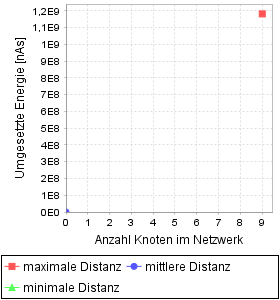 Umgesetzte Energie [nAs]
1,2E9
1,1E9
1E9
9E8
8E8
7E8
6E8
5E8
4E8
3E8
2E8
1E8
0E0
0 1 2 3 4 5 6 7 8 9
Anzahl Knoten im Netzwerk
maximale Distanz mittlere Distanz
minimale Distanz